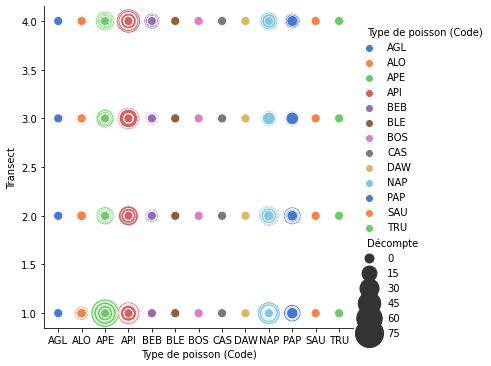 4.0
3.5
3.0
2.5
2.0
1.5
1.0
Transect
AGL ALO APE API BEB BLE BOS CAS DAW NAP PAP SAU TRU
Type de poisson (Code)
Type de poisson (Code)
AGL
ALO
APE
API
BEB
BLE
BOS
CAS
DAW
NAP
PAP
SAU
TRU
Décompte
0
15
30
45
60
75